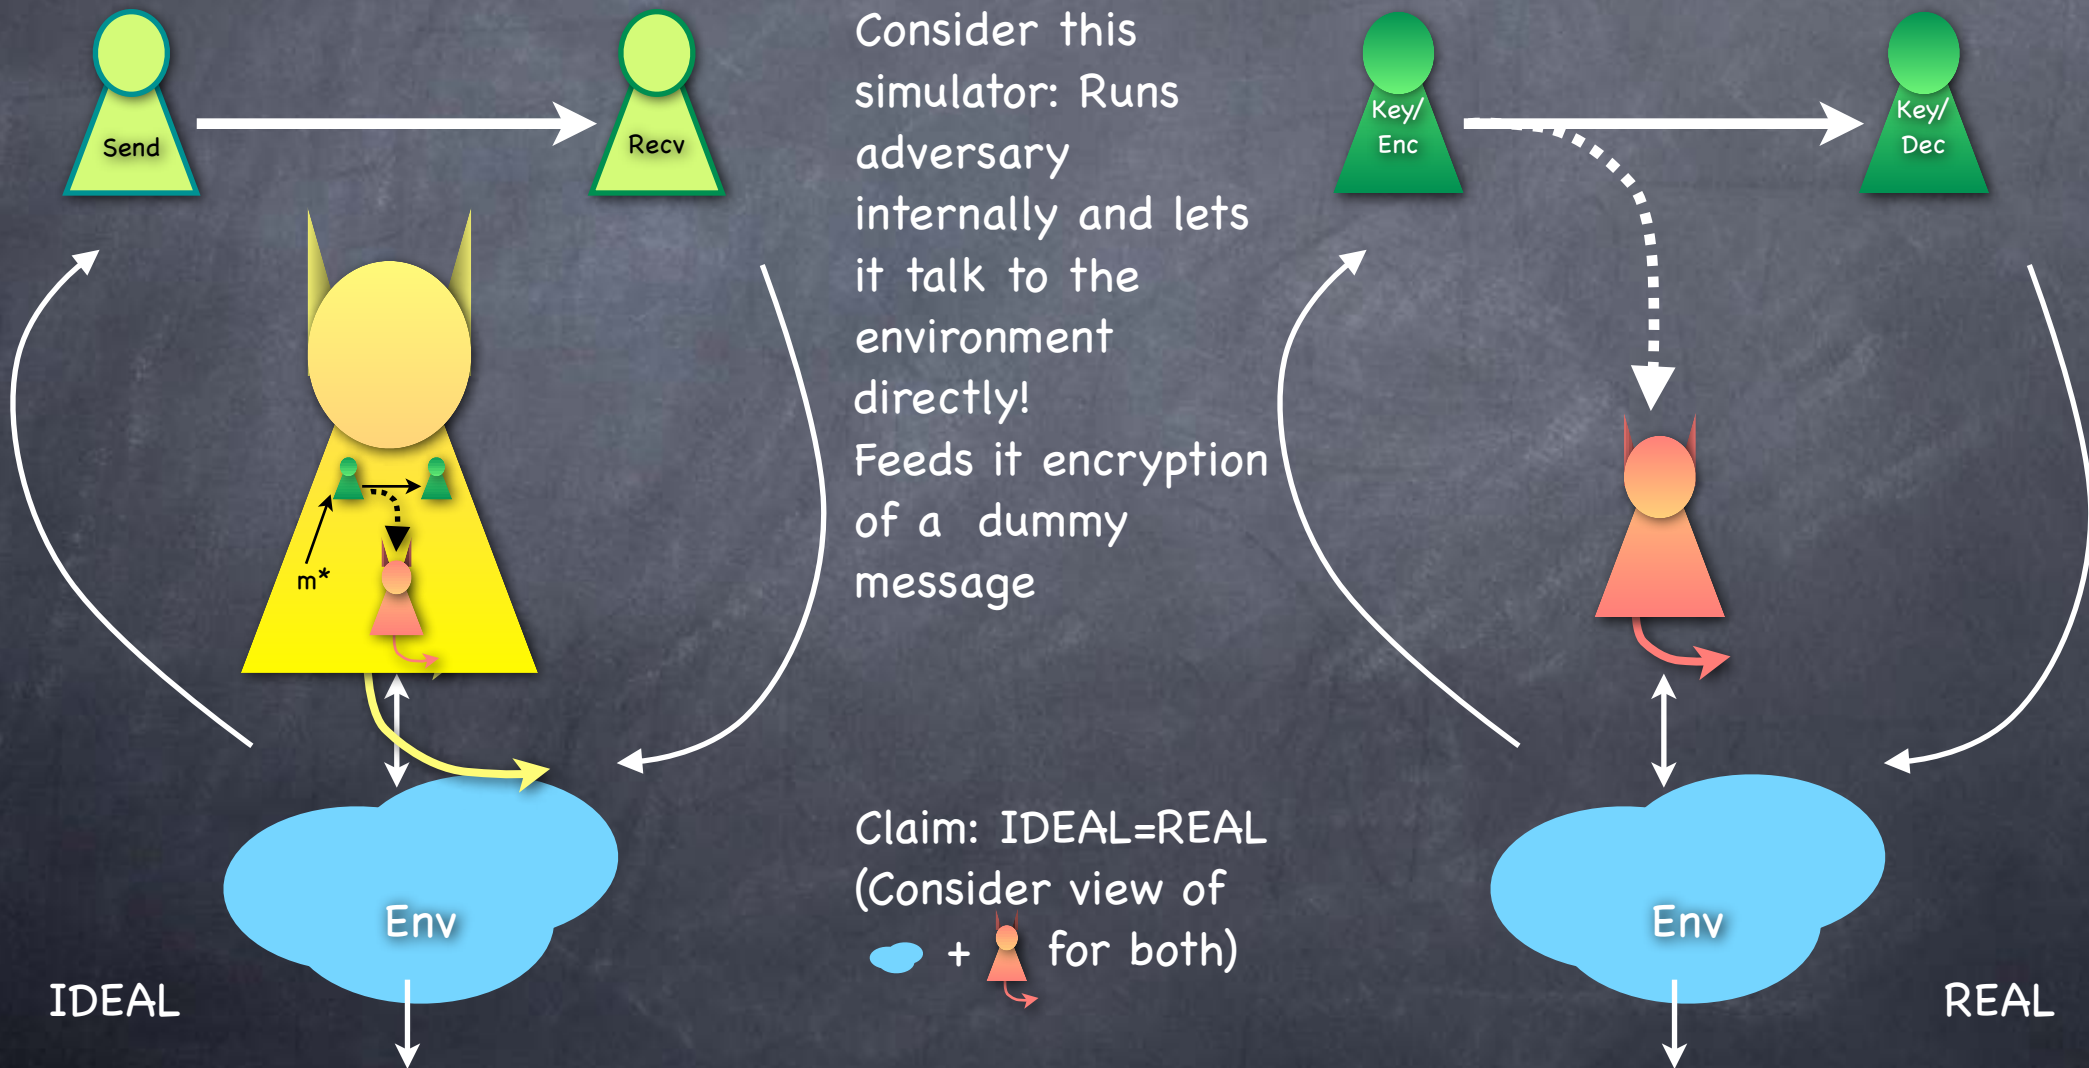 Send
Recv
m*
Env
IDEAL
Consider this
simulator: Runs
adversary
internally and lets
it talk to the
environment
directly!
Feeds it encryption
of a dummy
message
Claim: IDEAL=REAL
(Consider view of
+ for both)
Key/
Enc
Key/
Dec
Env
REAL